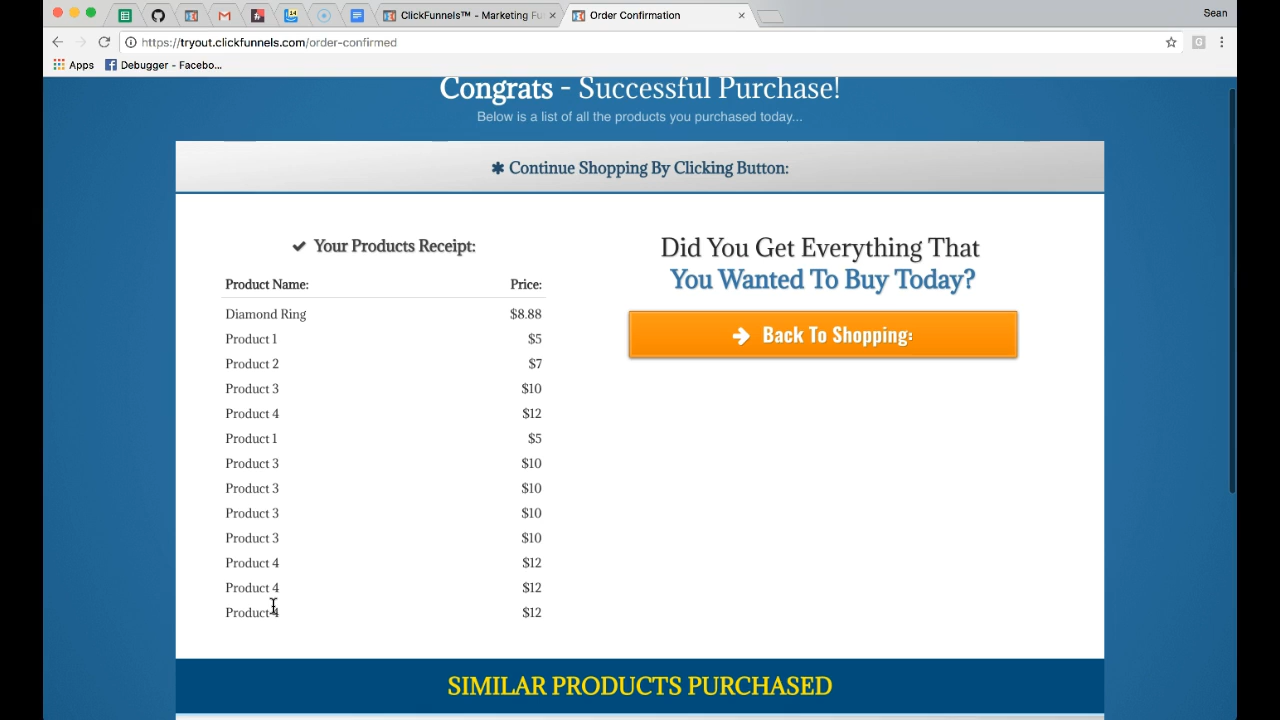 ClickFunnels™ - Marketing Fu
Order Confirmation
Sean
https://tryout.clickfunnels.com/order-confirmed
Apps
Debugger - Facebo...
Congrats - Successful Purchase!
Below is a list of all the products you purchased today...
✱ Continue Shopping By Clicking Button:
✔ Your Products Receipt:
Product Name: Price:
Diamond Ring $8.88
Product 1 $5
Product 2 $7
Product 3 $10
Product 4 $12
Product 1 $5
Product 3 $10
Product 3 $10
Product 3 $10
Product 3 $10
Product 4 $12
Product 4 $12
Product 4 $12
Did You Get Everything That
You Wanted To Buy Today?
Back To Shopping:
SIMILAR PRODUCTS PURCHASED